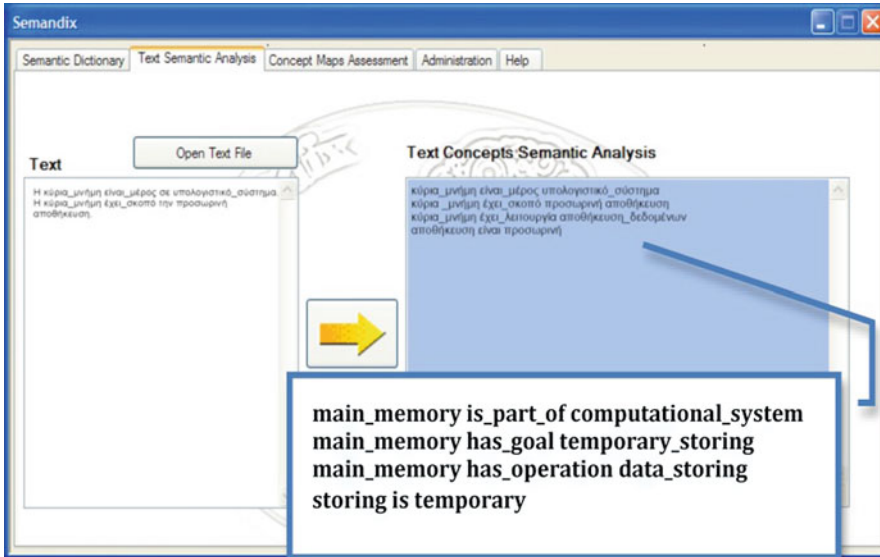 Semandix
Semantic Dictionary
Text Semantic Analysis
Concept Maps Assessment
Administration
Help
Text
Open Text File
Text Concepts Semantic Analysis
Η κύρια_μνήμη είναι_μέρος σε υπολογιστικό_σύστημα.
Η κύρια_μνήμη έχει_σκοπό την προσωρινή
αποθήκευση.
κύρια_μνήμη είναι_μέρος υπολογιστικό_σύστημα
κύρια _μνήμη έχει_σκοπό προσωρινή αποθήκευση
κύρια_μνήμη έχει_λειτουργία αποθήκευση_δεδομένων
αποθήκευση είναι προσωρινή
main_memory is_part_of computational_system
main_memory has_goal temporary_storing
main_memory has_operation data_storing
storing is temporary